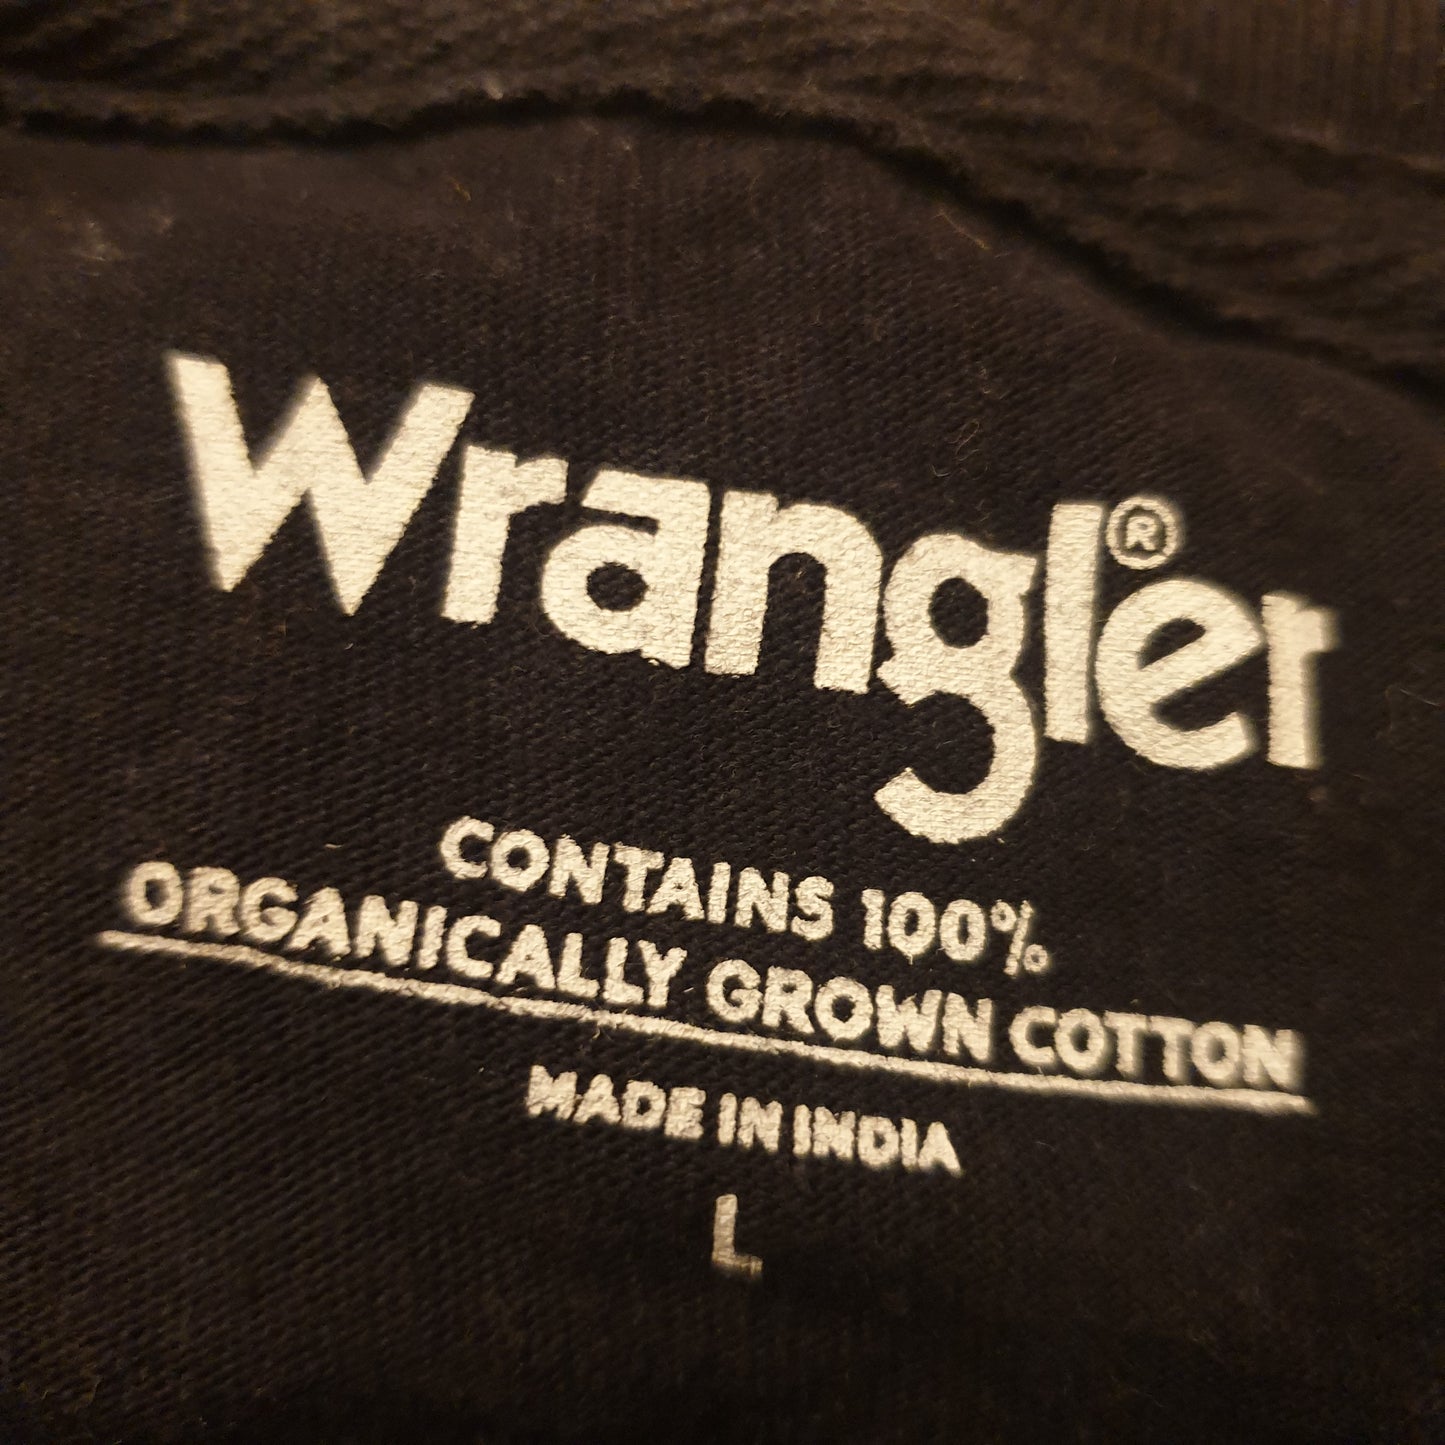 Wrangler®
CONTAINS 100%
ORGANICALLY GROWN COTTON
MADE IN INDIA
L